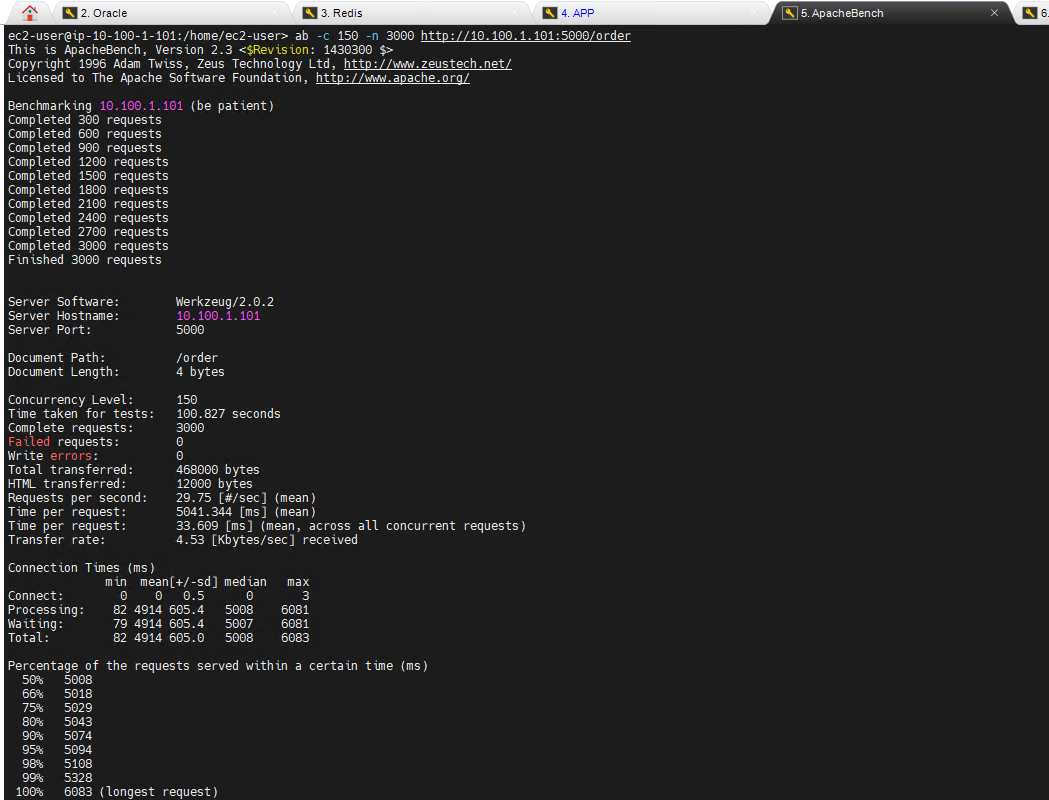 2. Oracle
3. Redis
4. APP
5. ApacheBench
6.
ec2-user@ip-10-100-1-101:/home/ec2-user> ab -c 150 -n 3000 http://10.100.1.101:5000/order
This is ApacheBench, Version 2.3 <$Revision: 1430300 $>
Copyright 1996 Adam Twiss, Zeus Technology Ltd, http://www.zeustech.net/
Licensed to The Apache Software Foundation, http://www.apache.org/
Benchmarking 10.100.1.101 (be patient)
Completed 300 requests
Completed 600 requests
Completed 900 requests
Completed 1200 requests
Completed 1500 requests
Completed 1800 requests
Completed 2100 requests
Completed 2400 requests
Completed 2700 requests
Completed 3000 requests
Finished 3000 requests
Server Software: Werkzeug/2.0.2
Server Hostname: 10.100.1.101
Server Port: 5000
Document Path: /order
Document Length: 4 bytes
Concurrency Level: 150
Time taken for tests: 100.827 seconds
Complete requests: 3000
Failed requests: 0
Write errors: 0
Total transferred: 468000 bytes
HTML transferred: 12000 bytes
Requests per second: 29.75 [#/sec] (mean)
Time per request: 5041.344 [ms] (mean)
Time per request: 33.609 [ms] (mean, across all concurrent requests)
Transfer rate: 4.53 [Kbytes/sec] received
Connection Times (ms)
min mean[+/-sd] median max
Connect: 0 0 0.5 0 3
Processing: 82 4914 605.4 5008 6081
Waiting: 79 4914 605.4 5007 6081
Total: 82 4914 605.0 5008 6083
Percentage of the requests served within a certain time (ms)
50% 5008
66% 5018
75% 5029
80% 5043
90% 5074
95% 5094
98% 5108
99% 5328
100% 6083 (longest request)